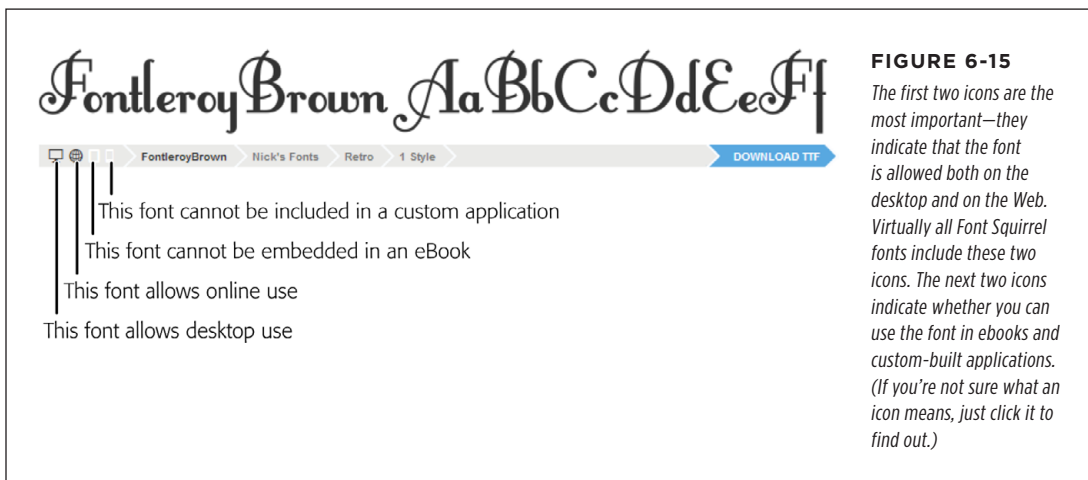 FontleroyBrown AaBbCcDdEeFf
FontleroyBrown Nick's Fonts Retro 1 Style DOWNLOAD TTF
This font cannot be included in a custom application
This font cannot be embedded in an eBook
This font allows online use
This font allows desktop use
FIGURE 6-15
The first two icons are the
most important—they
indicate that the font
is allowed both on the
desktop and on the Web.
Virtually all Font Squirrel
fonts include these two
icons. The next two icons
indicate whether you can
use the font in ebooks and
custom-built applications.
(If you're not sure what an
icon means, just click it to
find out.)